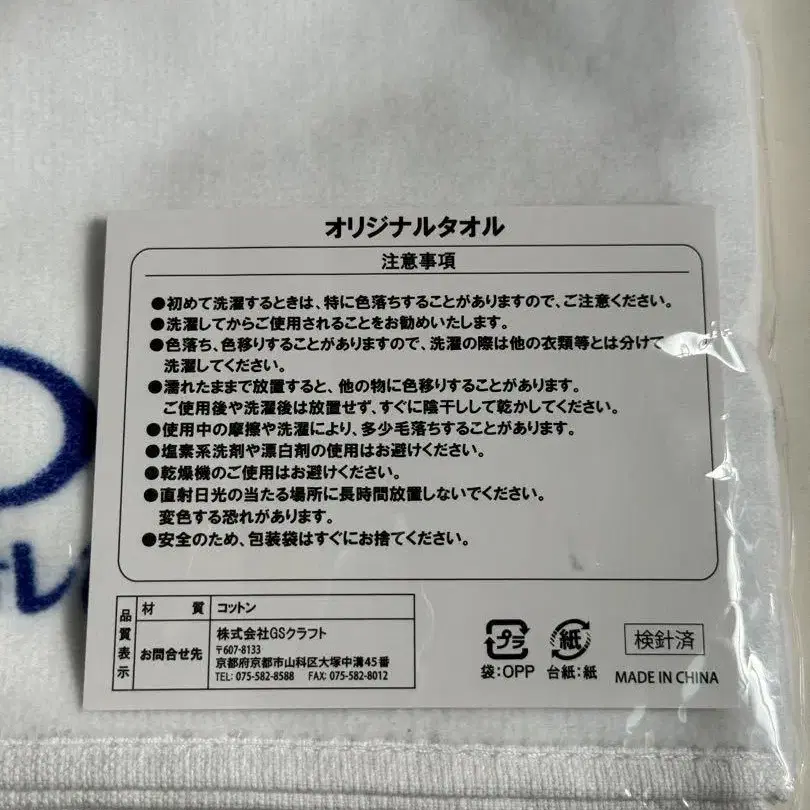 オリジナルタオル
注意事項
●初めて洗濯するときは、特に色落ちすることがありますので、ご注意ください。
●洗濯してからご使用されることをお勧めいたします。
●色落ち、色移りすることがありますので、洗濯の際は他の衣類等とは分けて
洗濯してください。
●濡れたままで放置すると、他の物に色移りすることがあります。
ご使用後や洗濯後は放置せず、すぐに陰干しして乾かしてください。
●使用中の摩擦や洗濯により、多少毛落ちすることがあります。
●塩素系洗剤や漂白剤の使用はお避けください。
●乾燥機のご使用はお避けください。
●直射日光の当たる場所に長時間放置しないでください。
変色する恐れがあります。
●安全のため、包装袋はすぐにお捨てください。
品質表示
材 質 コットン
お問合せ先 株式会社GSクラフト
〒607-8133
京都府京都市山科区大塚中溝45番
TEL: 075-582-8588 FAX: 075-582-8012
プラ
袋:OPP
紙
台紙:紙
検針済
MADE IN CHINA